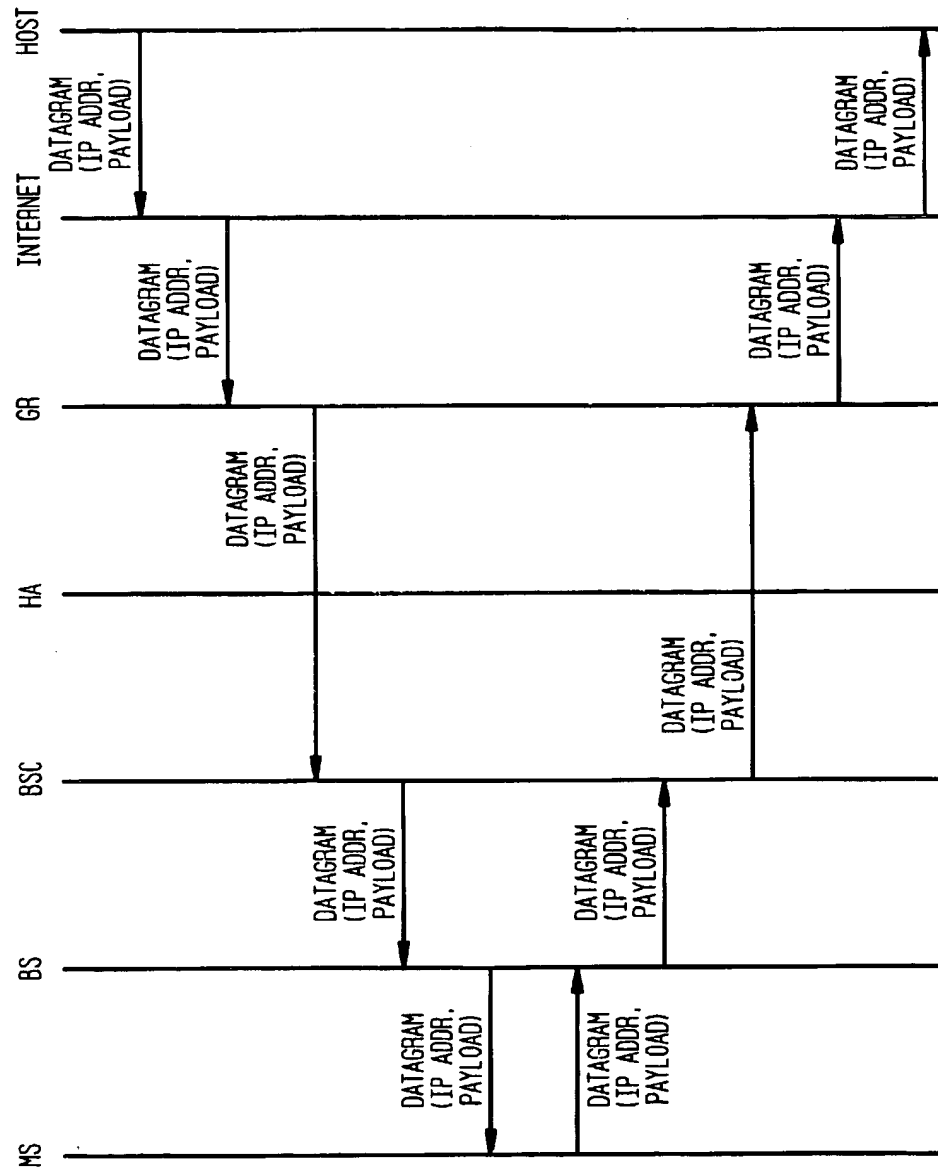 MS
BS
BSC
HA
GR
INTERNET
HOST
DATAGRAM
(IP ADDR,
PAYLOAD)
DATAGRAM
(IP ADDR,
PAYLOAD)
DATAGRAM
(IP ADDR,
PAYLOAD)
DATAGRAM
(IP ADDR,
PAYLOAD)
DATAGRAM
(IP ADDR,
PAYLOAD)
DATAGRAM
(IP ADDR,
PAYLOAD)
DATAGRAM
(IP ADDR,
PAYLOAD)
DATAGRAM
(IP ADDR,
PAYLOAD)
DATAGRAM
(IP ADDR,
PAYLOAD)
DATAGRAM
(IP ADDR,
PAYLOAD)